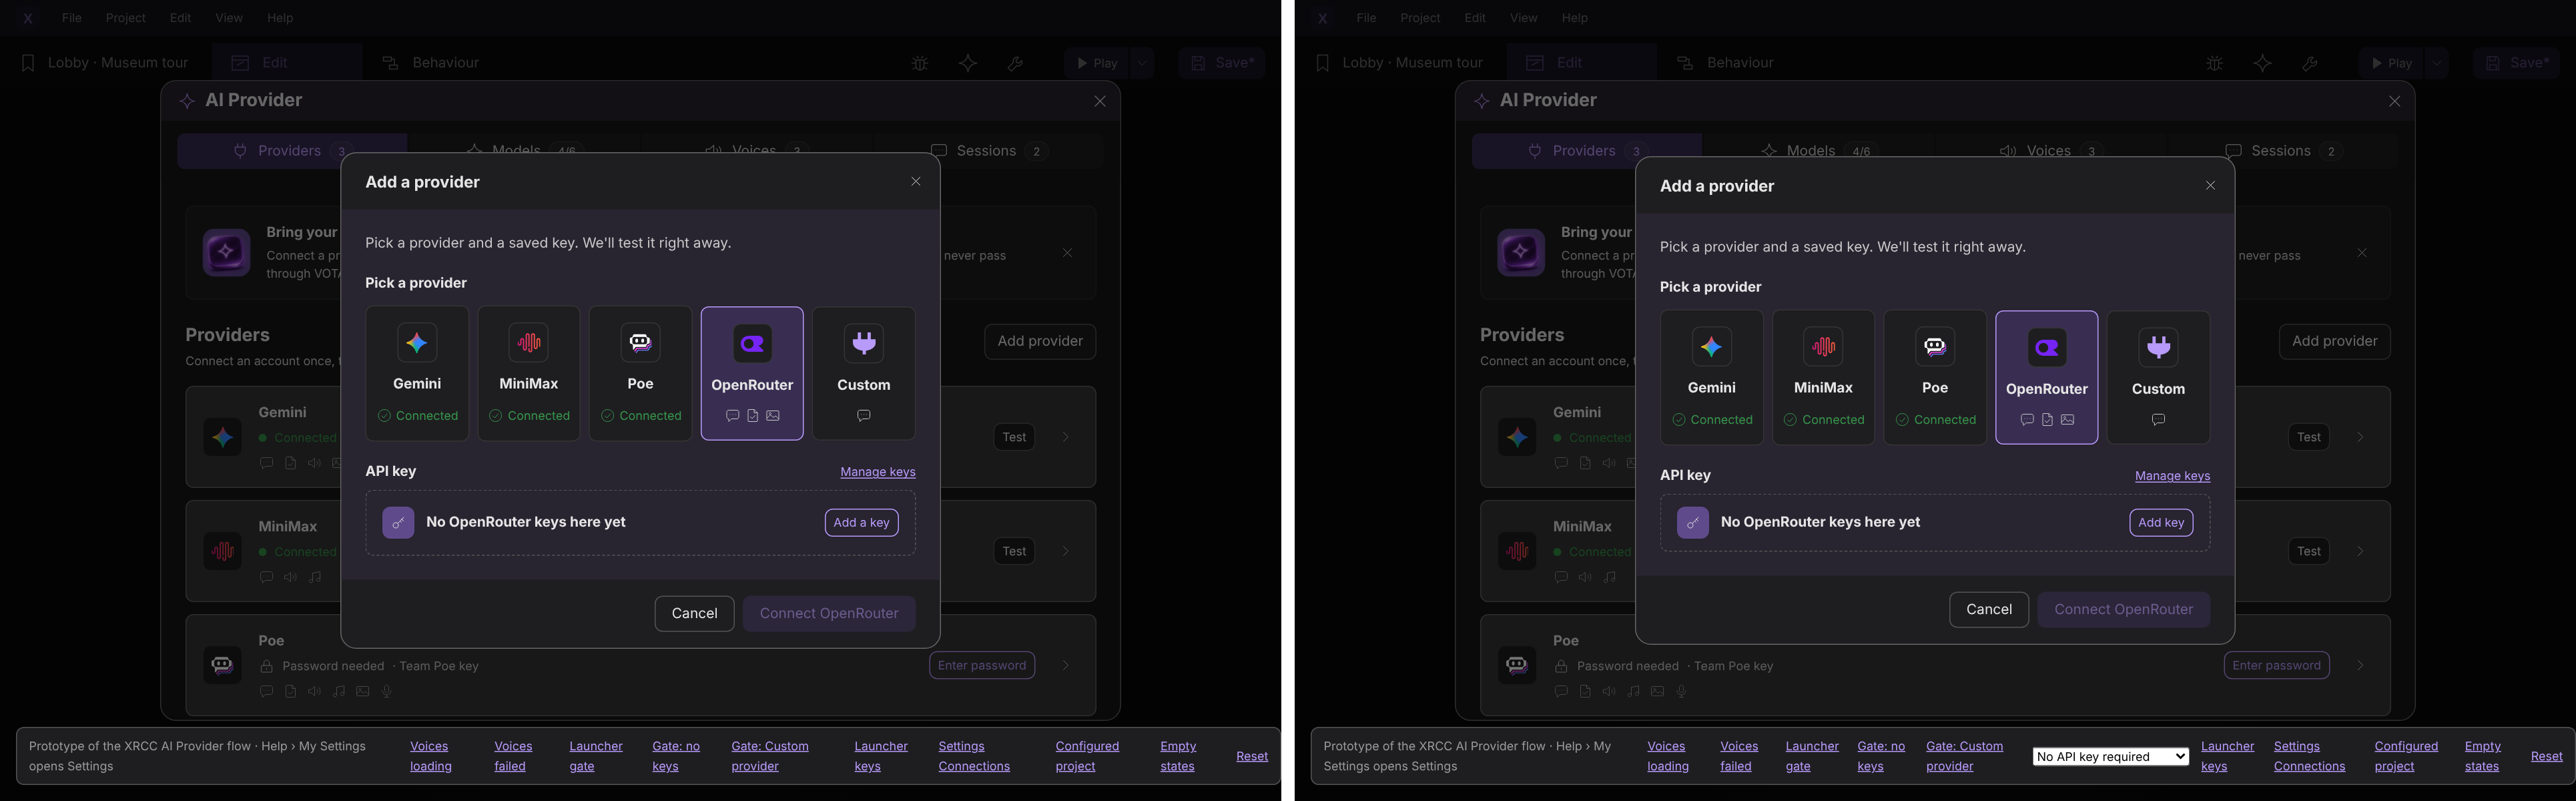 X File Project Edit View Help
Lobby · Museum tour Edit Behaviour Play Save*
AI Provider
Providers 3 Models 4/6 Voices 3 Sessions 2
Add a provider
Bring your
Connect a pr never pass
through VOTA
Pick a provider and a saved key. We'll test it right away.
Pick a provider
Providers
Add provider
Connect an account once, t
Gemini MiniMax Poe OpenRouter Custom
Connected Connected Connected
Gemini
Connected
Test
API key Manage keys
No OpenRouter keys here yet Add a key
MiniMax
Connected
Test
Cancel Connect OpenRouter
Poe
Password needed · Team Poe key
Enter password
Prototype of the XRCC AI Provider flow · Help › My Settings
opens Settings
Voices
loading
Voices
failed
Launcher
gate
Gate: no
keys
Gate: Custom
provider
Launcher
keys
Settings
Connections
Configured
project
Empty
states
Reset
X File Project Edit View Help
Lobby · Museum tour Edit Behaviour Play Save*
AI Provider
Providers 3 Models 4/6 Voices 3 Sessions 2
Add a provider
Bring your
Connect a pr never pass
through VOTA
Pick a provider and a saved key. We'll test it right away.
Pick a provider
Providers
Add provider
Connect an account once, t
Gemini MiniMax Poe OpenRouter Custom
Connected Connected Connected
Gemini
Connected
Test
API key Manage keys
No OpenRouter keys here yet Add key
MiniMax
Connected
Test
Cancel Connect OpenRouter
Poe
Password needed · Team Poe key
Enter password
Prototype of the XRCC AI Provider flow · Help › My
Settings opens Settings
Voices
loading
Voices
failed
Launcher
gate
Gate: no
keys
Gate: Custom
provider
No API key required
Launcher
keys
Settings
Connections
Configured
project
Empty
states
Reset